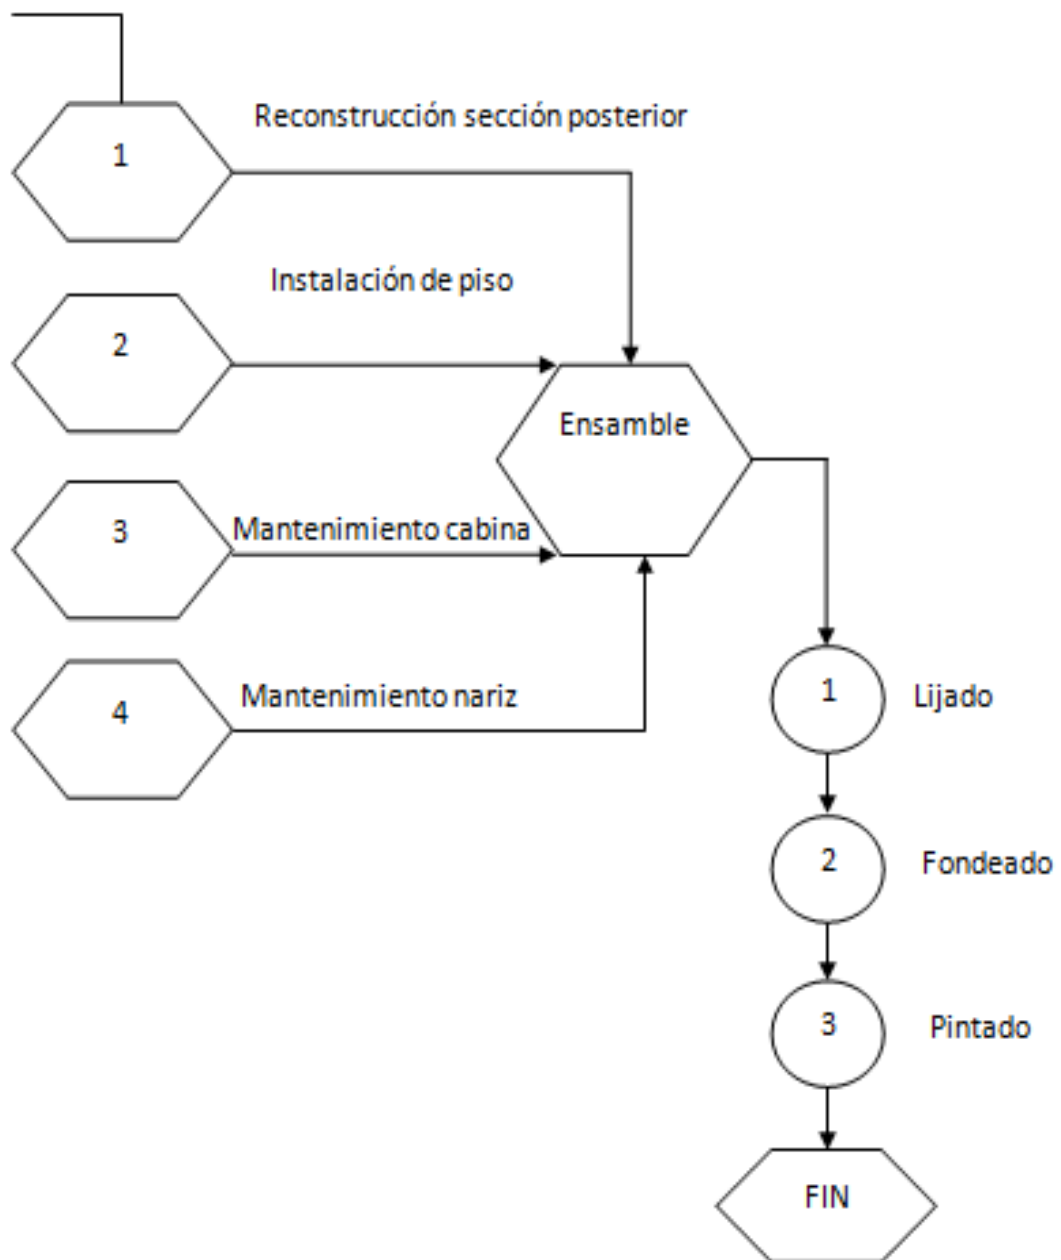 1
Reconstrucción sección posterior
2
Instalación de piso
Ensamble
3
Mantenimiento cabina
4
Mantenimiento nariz
1
Lijado
2
Fondeado
3
Pintado
FIN